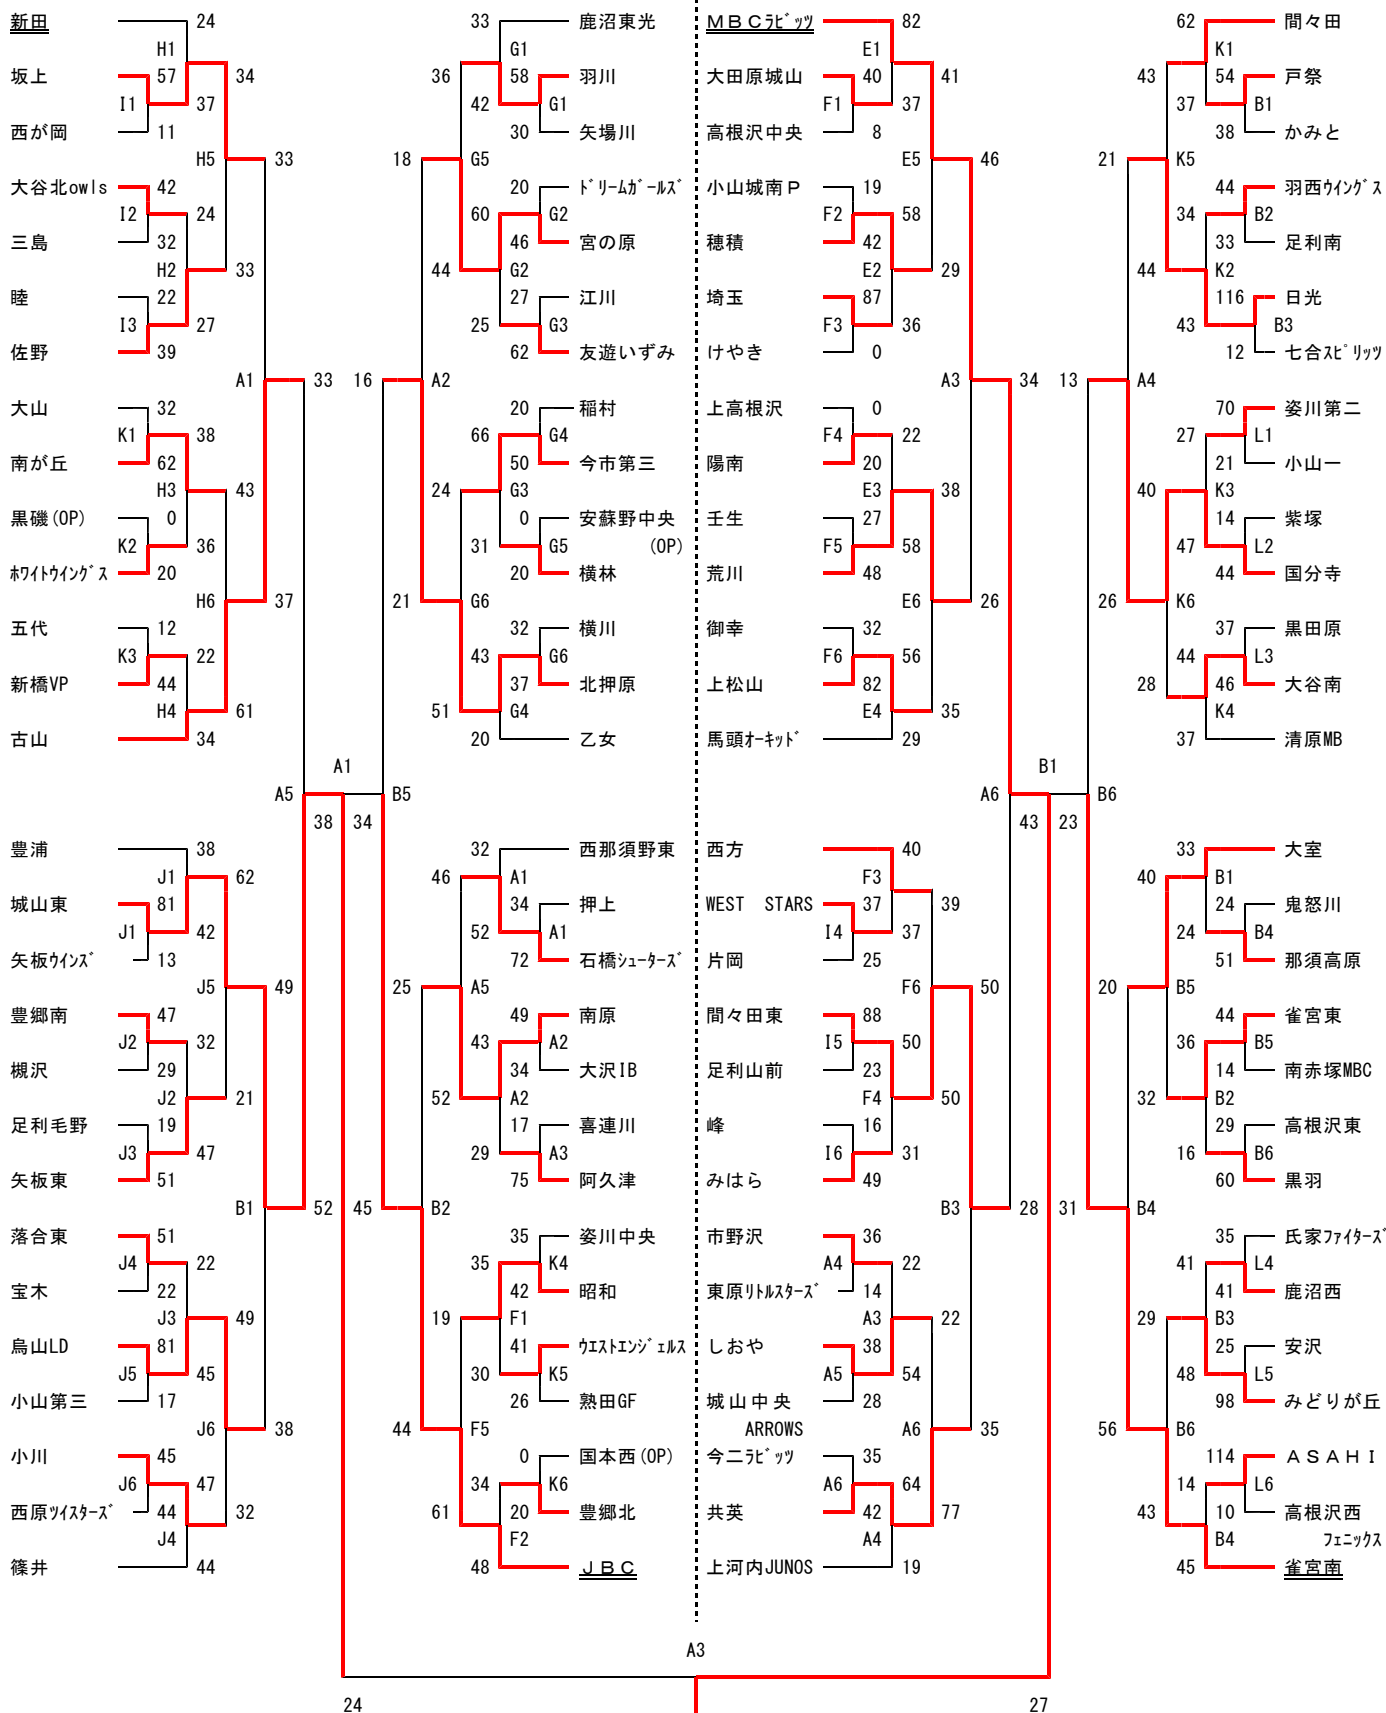 新田 24 33 鹿沼東光 ＭＢＣﾗﾋﾞｯﾂ 82 62 間々田
H1 G1 E1 K1
坂上 57 34 36 58 羽川 大田原城山 40 41 43 54 戸祭
I1 37 42 G1 F1 37 37 B1
西が岡 11 30 矢場川 高根沢中央 8 38 かみと
H5 33 18 G5 E5 46 21 K5
大谷北owls 42 20 ﾄﾞﾘｰﾑｶﾞｰﾙｽﾞ 小山城南Ｐ 19 44 羽西ｳｲﾝｸﾞｽ
I2 24 60 G2 F2 58 34 B2
三島 32 46 宮の原 穂積 42 33 足利南
H2 33 44 G2 E2 29 44 K2
睦 22 27 江川 埼玉 87 116 日光
I3 27 25 G3 F3 36 43 B3
佐野 39 62 友遊いずみ けやき 0 12 七合ｽﾋﾟﾘｯﾂ
A1 33 16 A2 A3 34 13 A4
大山 32 20 稲村 上高根沢 0 70 姿川第二
K1 38 66 G4 F4 22 27 L1
南が丘 62 50 今市第三 陽南 20 21 小山一
H3 43 24 G3 E3 38 40 K3
黒磯(OP) 0 0 安蘇野中央 壬生 27 14 紫塚
K2 36 31 G5 (OP) F5 58 47 L2
ﾎﾜｲﾄｳｲﾝｸﾞｽ 20 20 横林 荒川 48 44 国分寺
H6 37 21 G6 E6 26 26 K6
五代 12 32 横川 御幸 32 37 黒田原
K3 22 43 G6 F6 56 44 L3
新橋VP 44 37 北押原 上松山 82 46 大谷南
H4 61 51 G4 E4 35 28 K4
古山 34 20 乙女 馬頭ｵｰｷｯﾄﾞ 29 37 清原MB
A1 B1
A5 B5 A6 B6
38 34 43 23
豊浦 38 32 西那須野東 西方 40 33 大室
J1 62 46 A1 F3 40 B1
城山東 81 34 押上 WEST STARS 37 39 24 鬼怒川
J1 42 52 A1 I4 37 24 B4
矢板ｳｲﾝｽﾞ 13 72 石橋ｼｭｰﾀｰｽﾞ 片岡 25 51 那須高原
J5 49 25 A5 F6 50 20 B5
豊郷南 47 49 南原 間々田東 88 44 雀宮東
J2 32 43 A2 I5 50 36 B5
槻沢 29 34 大沢IB 足利山前 23 14 南赤塚MBC
J2 21 52 A2 F4 50 32 B2
足利毛野 19 17 喜連川 峰 16 29 高根沢東
J3 47 29 A3 I6 31 16 B6
矢板東 51 75 阿久津 みはら 49 60 黒羽
B1 52 45 B2 B3 28 31 B4
落合東 51 35 姿川中央 市野沢 36 35 氏家ﾌｧｲﾀｰｽﾞ
J4 22 35 K4 A4 22 41 L4
宝木 22 42 昭和 東原ﾘﾄﾙｽﾀｰｽﾞ 14 41 鹿沼西
J3 49 19 F1 A3 22 29 B3
烏山LD 81 41 ｳｴｽﾄｴﾝｼﾞｪﾙｽ しおや 38 25 安沢
J5 45 30 K5 A5 54 48 L5
小山第三 17 26 熟田GF 城山中央 28 98 みどりが丘
J6 38 44 F5 ARROWS A6 35 56 B6
小川 45 0 国本西(OP) 今二ﾗﾋﾞｯﾂ 35 114 ＡＳＡＨＩ
J6 47 34 K6 A6 64 14 L6
西原ﾂｲｽﾀｰｽﾞ 44 32 61 20 豊郷北 共英 42 77 43 10 高根沢西
J4 F2 A4 B4 ﾌｪﾆｯｸｽ
篠井 44 48 ＪＢＣ 上河内JUNOS 19 45 雀宮南
A3
24 27